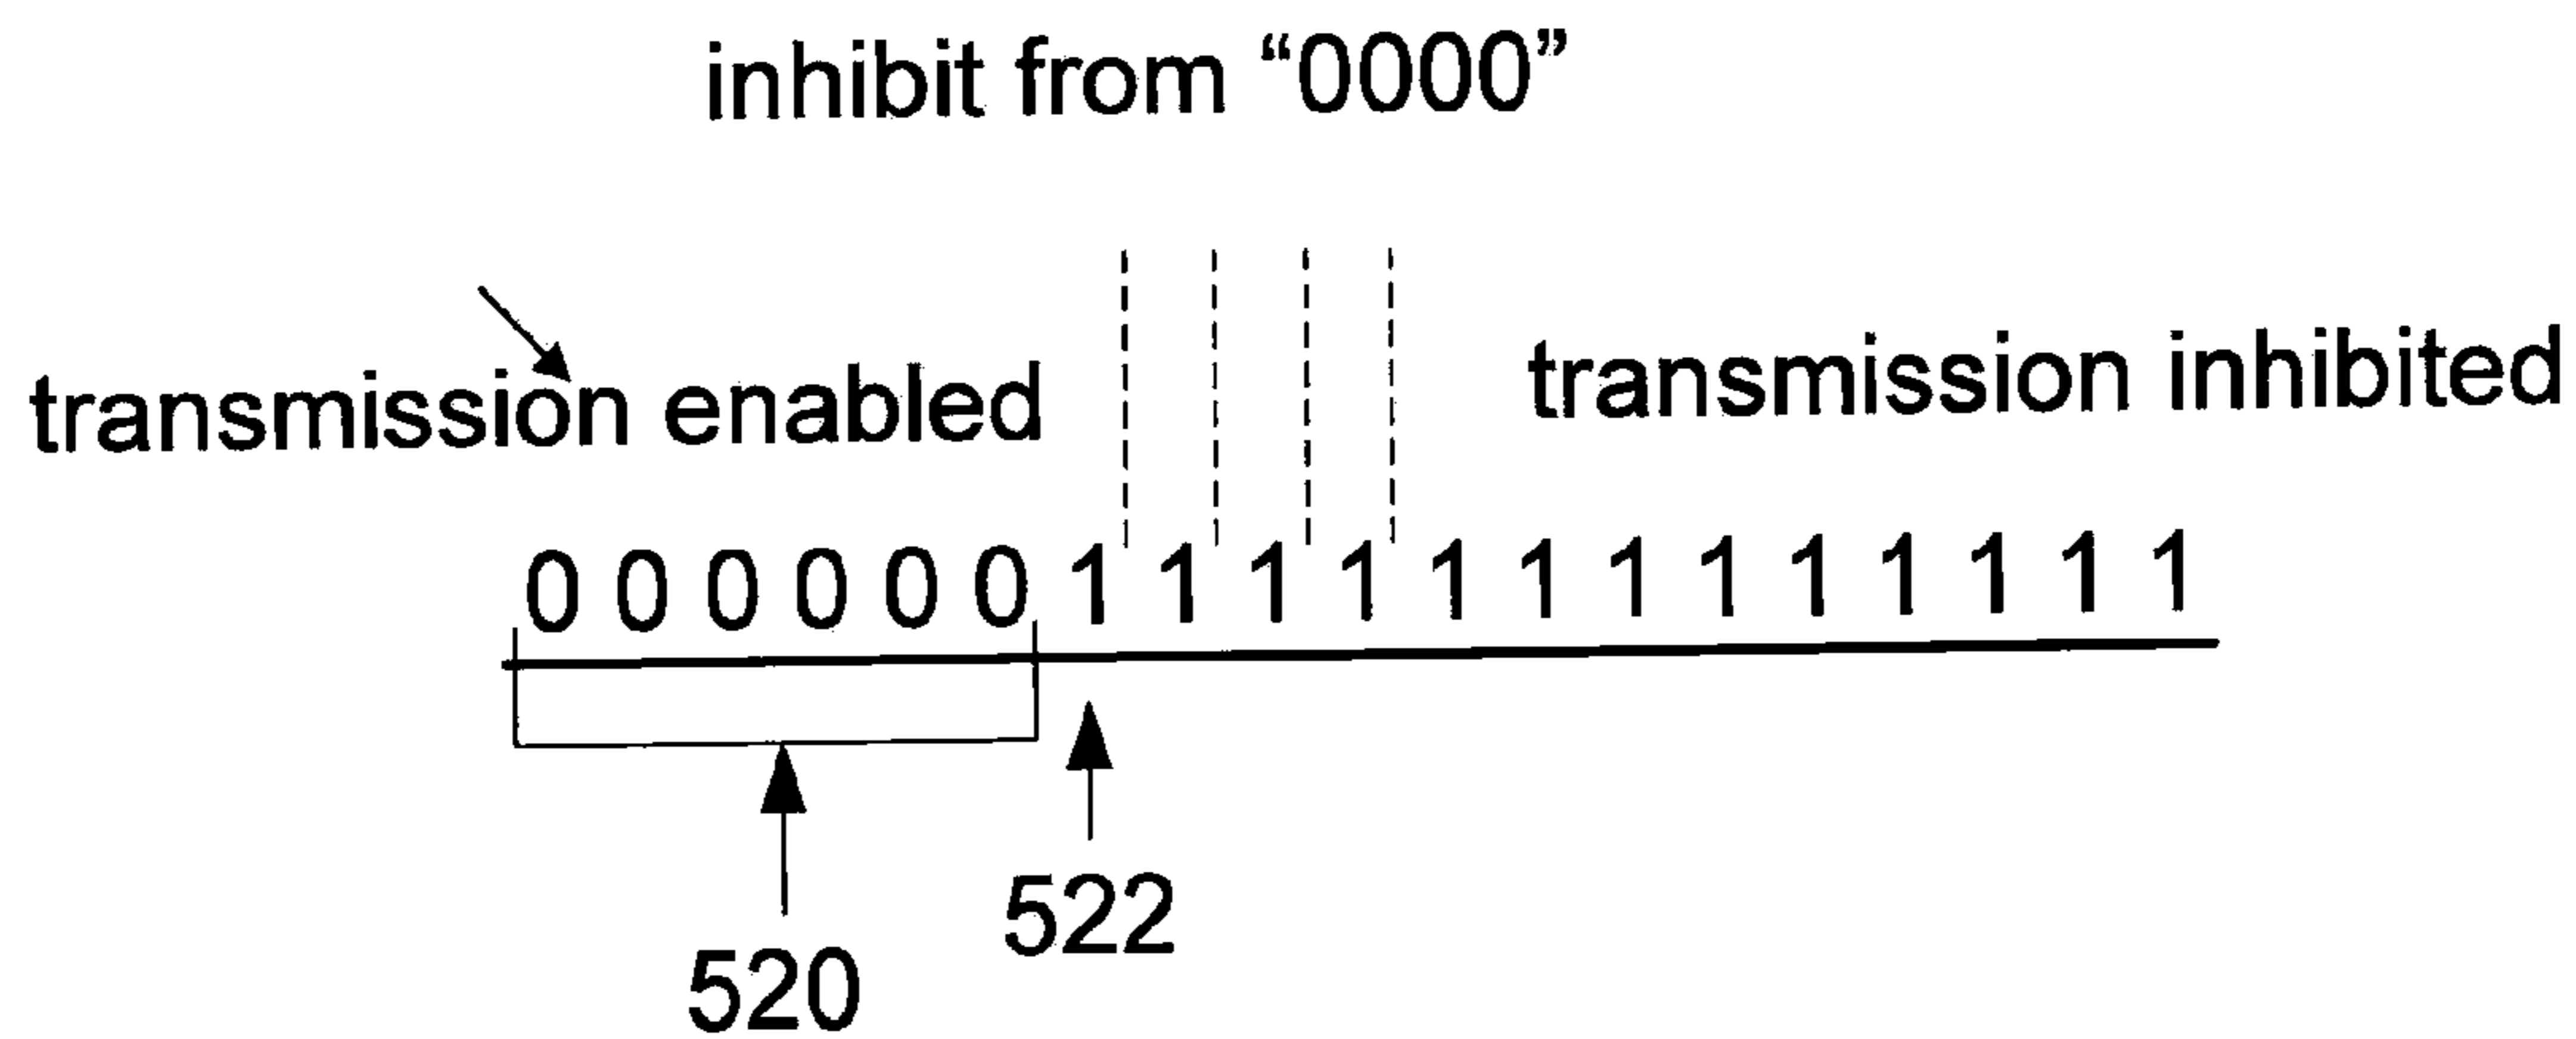 inhibit from “0000”
transmission enabled
transmission inhibited
0 0 0 0 0 0 1 1 1 1 1 1 1 1 1 1 1 1 1
522
520